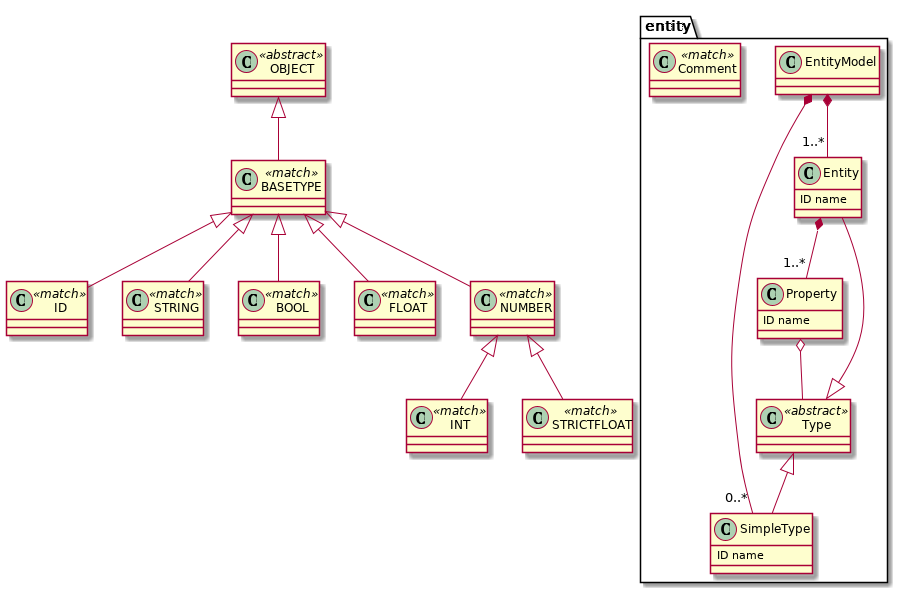 entity
C «abstract»
OBJECT
C «match»
Comment
C EntityModel
1..*
C «match»
BASETYPE
C Entity
ID name
1..*
C «match»
ID
C «match»
STRING
C «match»
BOOL
C «match»
FLOAT
C «match»
NUMBER
C Property
ID name
C «match»
INT
C «match»
STRICTFLOAT
C «abstract»
Type
0..*
C SimpleType
ID name